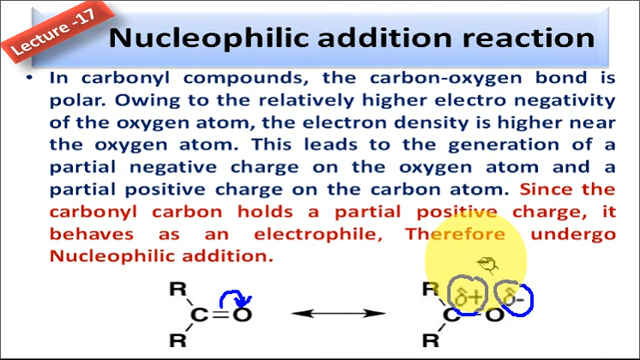 Lecture -17
Nucleophilic addition reaction
• In carbonyl compounds, the carbon-oxygen bond is
polar. Owing to the relatively higher electro negativity
of the oxygen atom, the electron density is higher near
the oxygen atom. This leads to the generation of a
partial negative charge on the oxygen atom and a
partial positive charge on the carbon atom. Since the
carbonyl carbon holds a partial positive charge, it
behaves as an electrophile, Therefore undergo
Nucleophilic addition.
R R
δ+ δ-
C=O C-O
R R